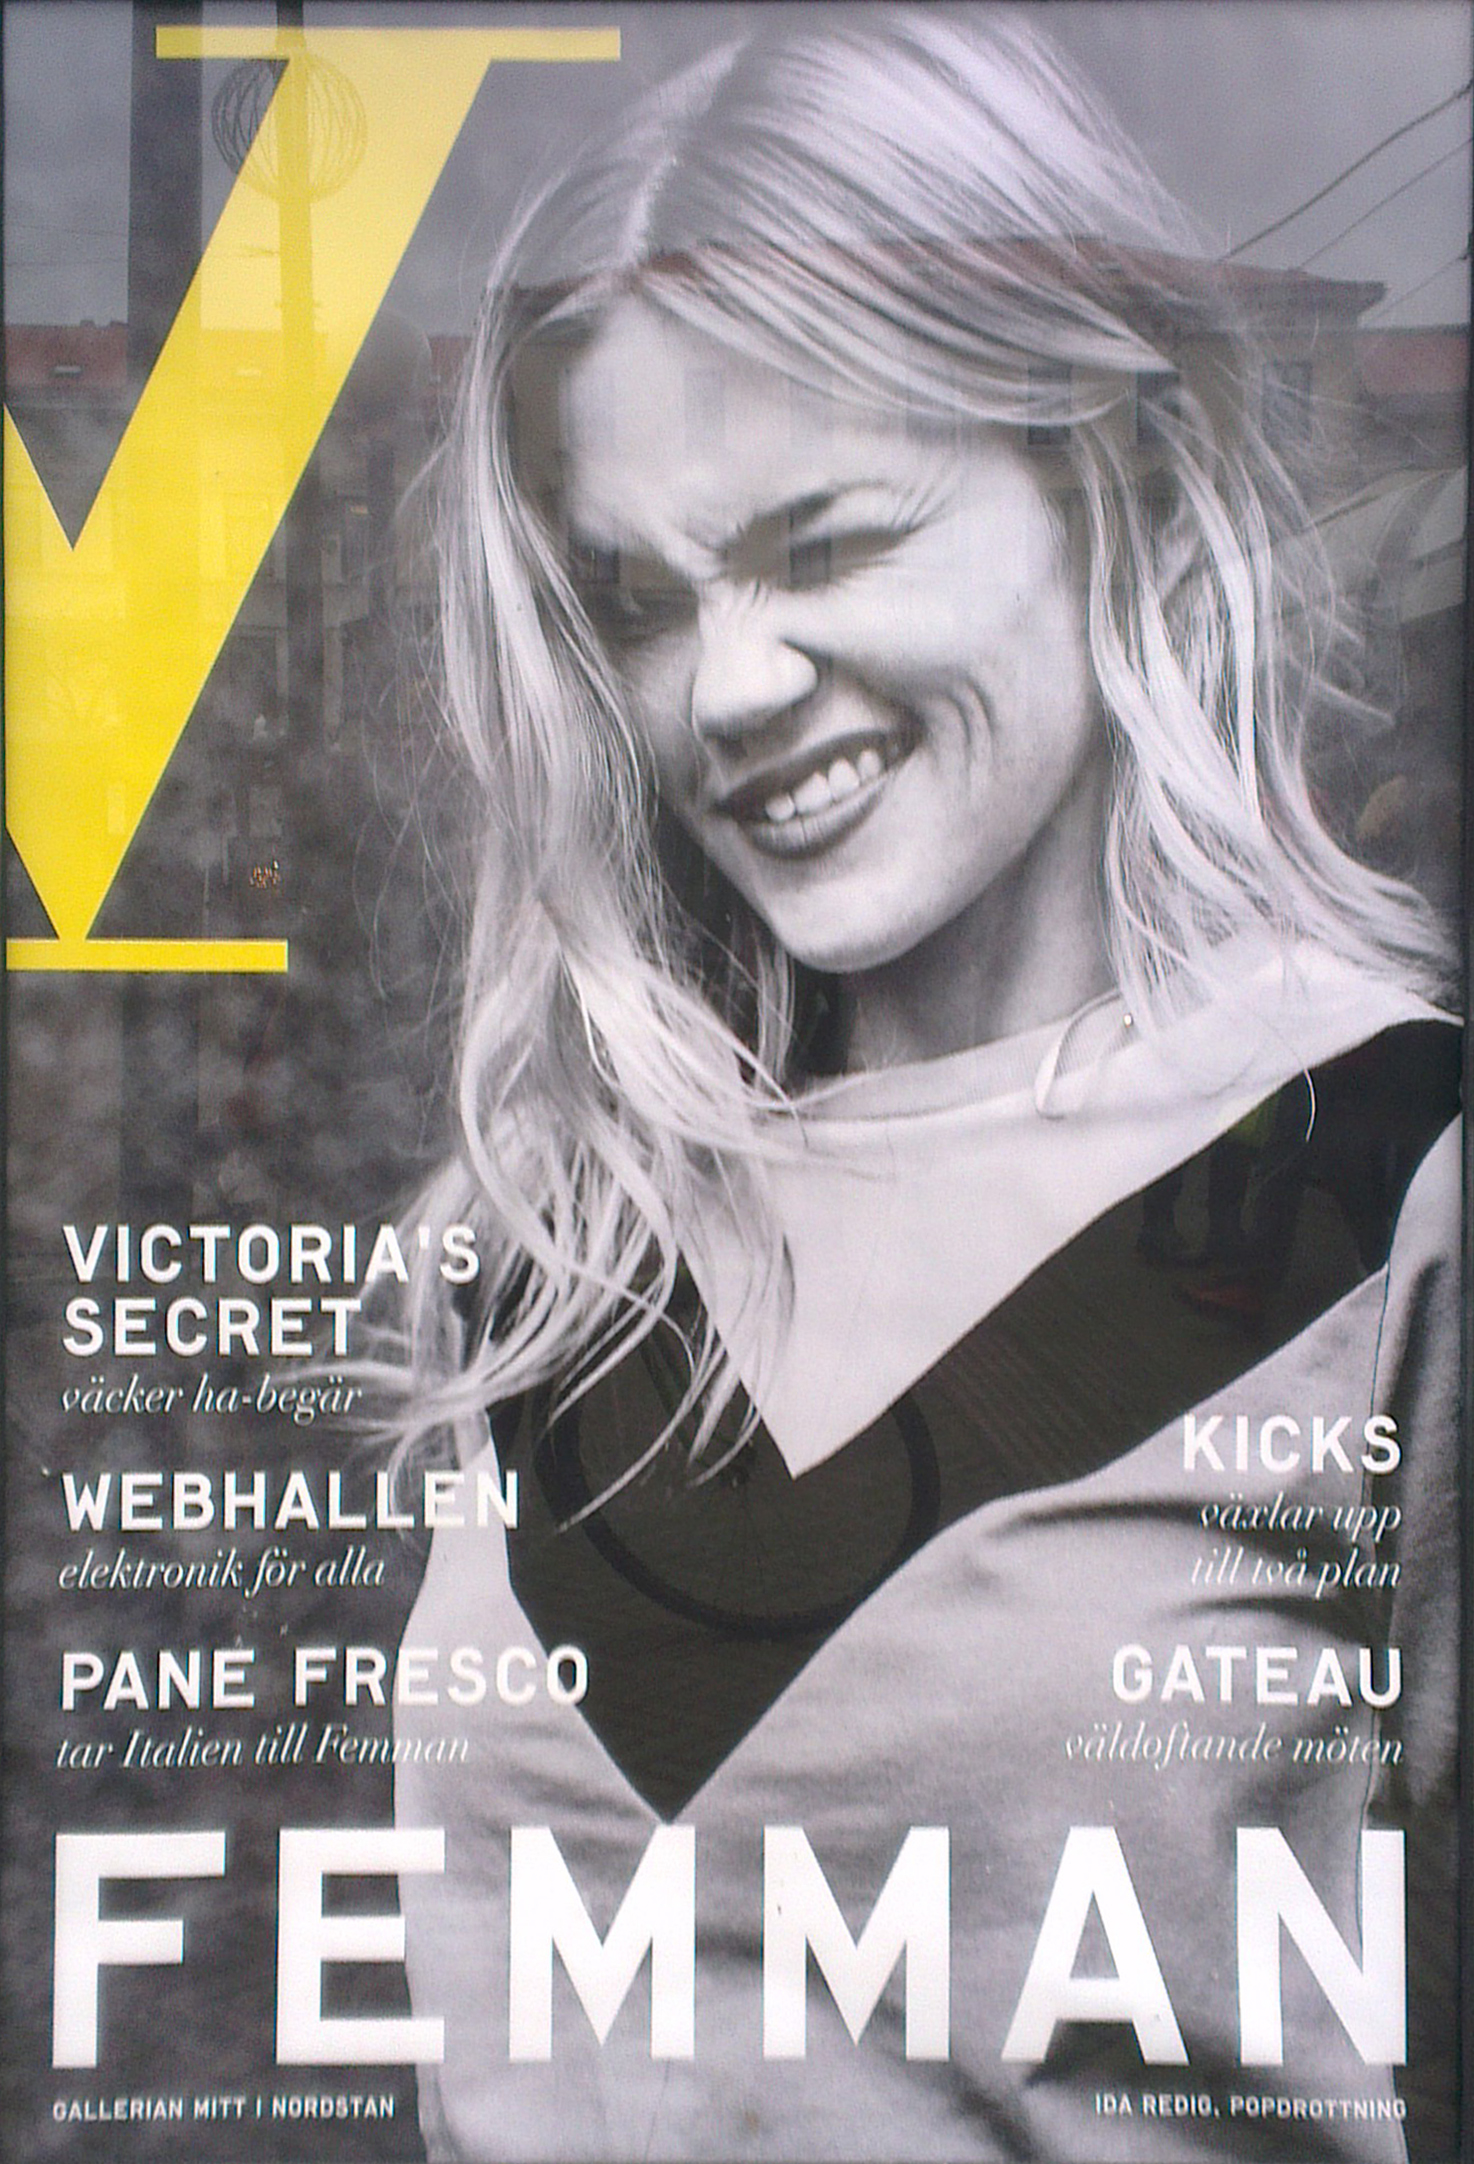 V
VICTORIA'S
SECRET
väcker ha-begär
WEBHALLEN
elektronik för alla
PANE FRESCO
tar Italien till Femman
KICKS
växlar upp
till två plan
GATEAU
väldoftande möten
FEMMAN
GALLERIAN MITT I NORDSTAN
IDA REDIG, POPDROTTNING